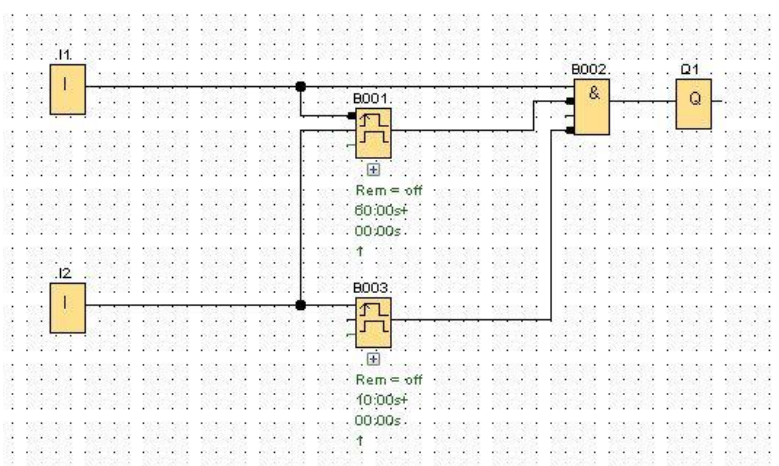 I1
I
B001
Rem = off
60:00s+
00:00s
↑
B002
&
Q1
Q
I2
I
B003
Rem = off
10:00s+
00:00s
↑